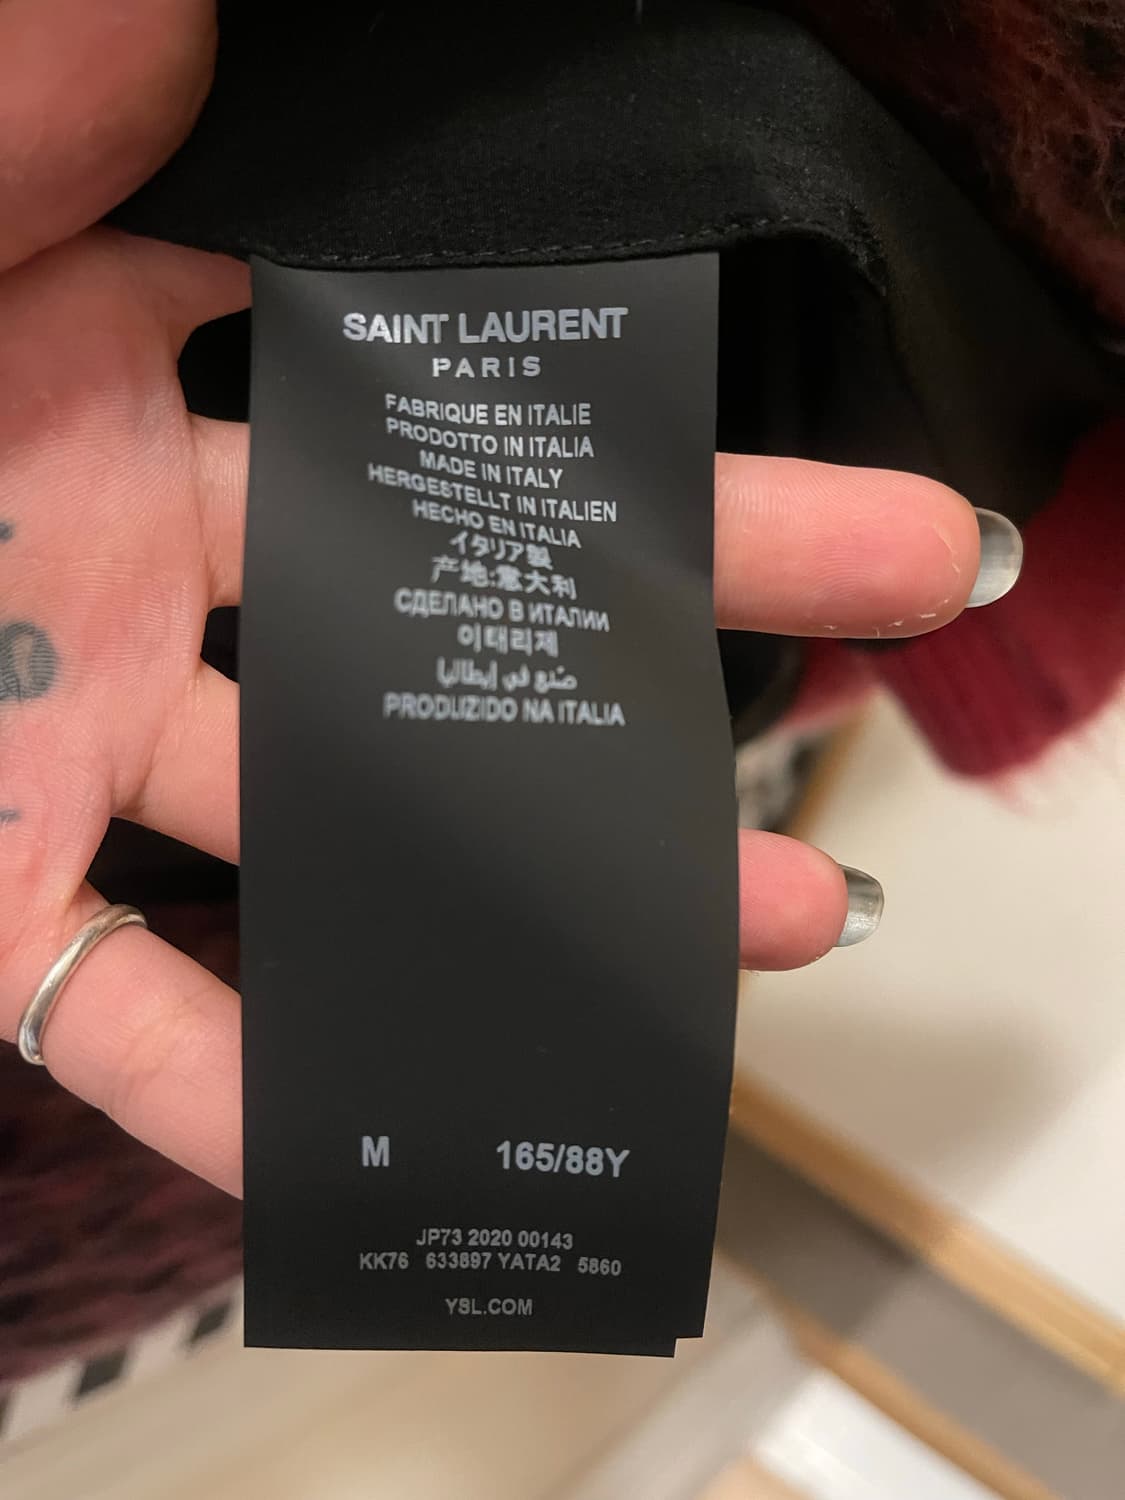 SAINT LAURENT
PARIS
FABRIQUE EN ITALIE
PRODOTTO IN ITALIA
MADE IN ITALY
HERGESTELLT IN ITALIEN
HECHO EN ITALIA
イタリア製
产地:意大利
СДЕЛАНО В ИТАЛИИ
이태리제
صُنع في إيطاليا
PRODUZIDO NA ITALIA
M 165/88Y
JP73 2020 00143
KK76 633897 YATA2 5860
YSL.COM